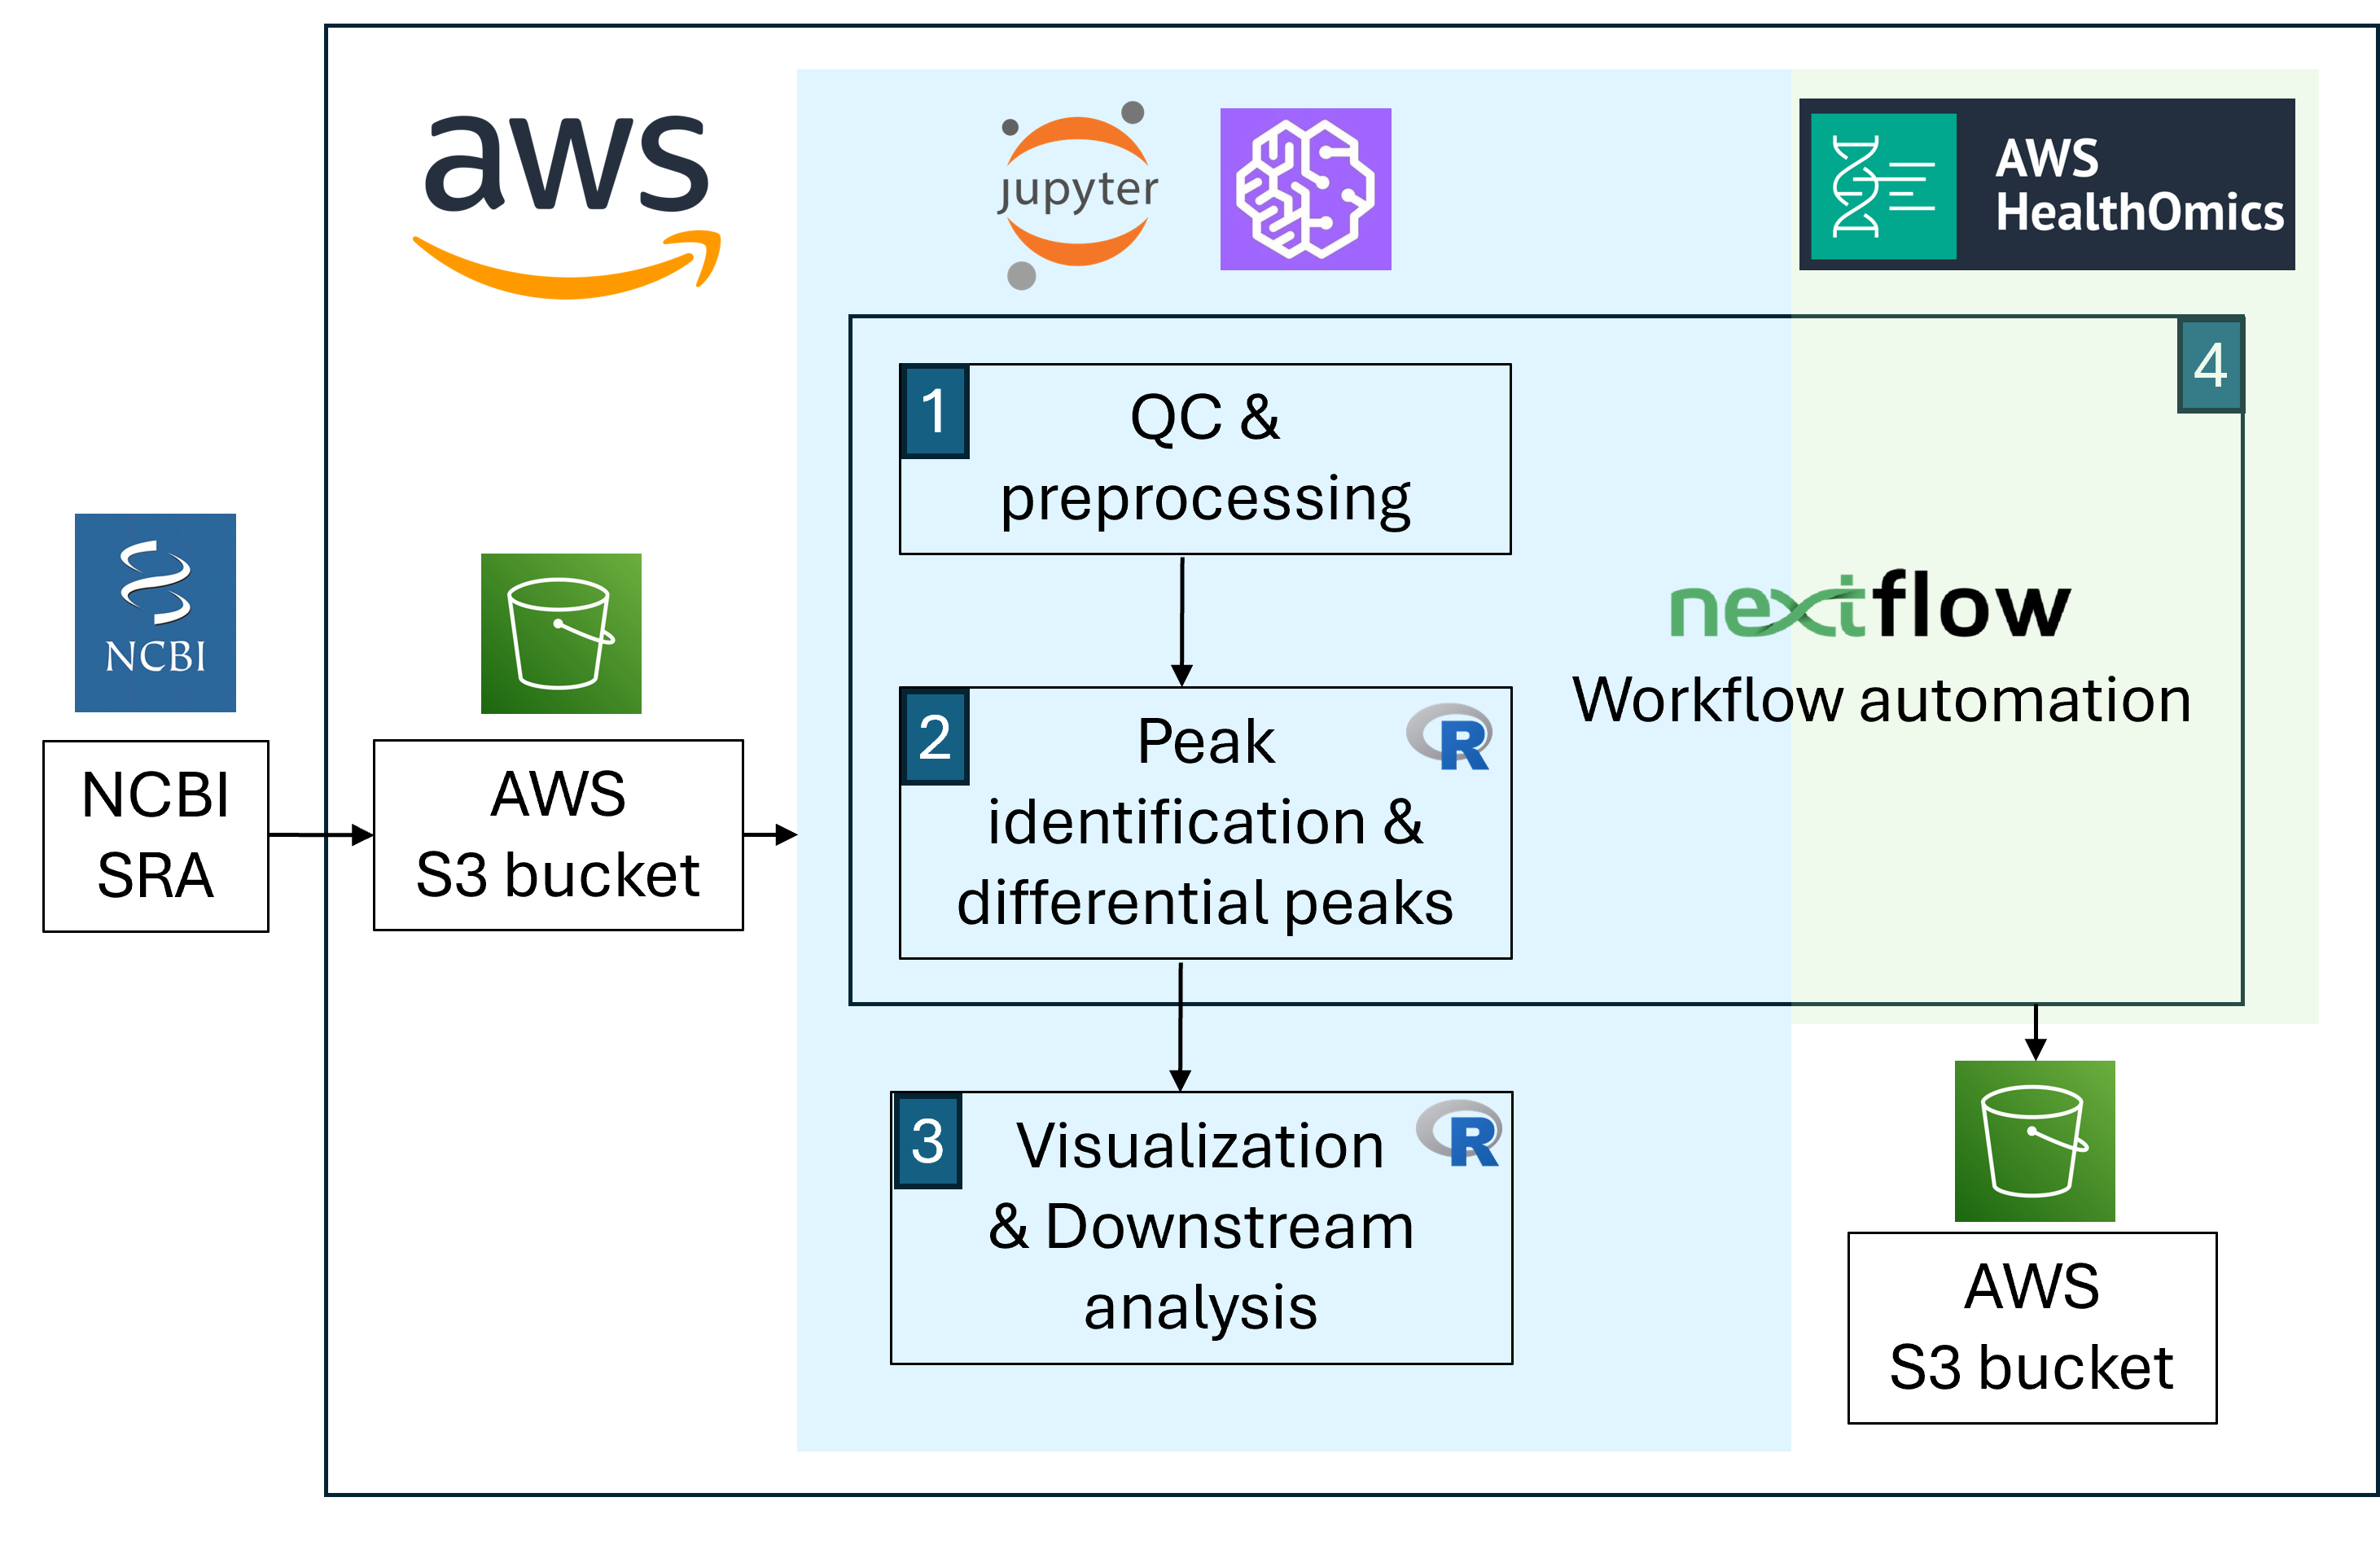 aws
jupyter
AWS
HealthOmics
4
1
QC &
preprocessing
NCBI
nextflow
Workflow automation
2
Peak
identification &
differential peaks
R
NCBI
SRA
AWS
S3 bucket
3
Visualization
& Downstream
analysis
R
AWS
S3 bucket